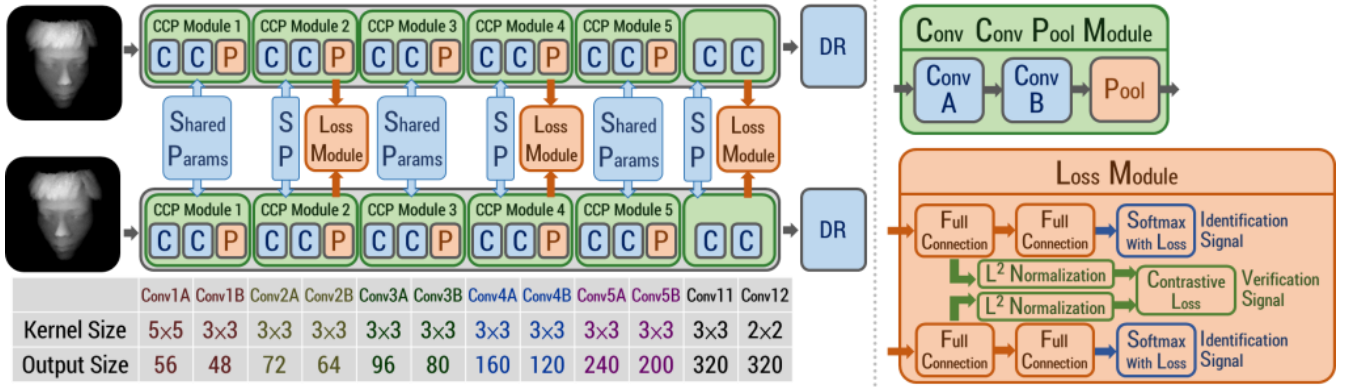 CCP Module 1 CCP Module 2 CCP Module 3 CCP Module 4 CCP Module 5
C C P C C P C C P C C P C C P C C
DR
Shared Params
S P
Loss Module
Shared Params
S P
Loss Module
Shared Params
S P
Loss Module
CCP Module 1 CCP Module 2 CCP Module 3 CCP Module 4 CCP Module 5
C C P C C P C C P C C P C C P C C
DR
Conv1A Conv1B Conv2A Conv2B Conv3A Conv3B Conv4A Conv4B Conv5A Conv5B Conv11 Conv12
Kernel Size 5×5 3×3 3×3 3×3 3×3 3×3 3×3 3×3 3×3 3×3 3×3 2×2
Output Size 56 48 72 64 96 80 160 120 240 200 320 320
Conv Conv Pool Module
Conv A
Conv B
Pool
Loss Module
Full Connection
Full Connection
Softmax With Loss
Identification Signal
L² Normalization
L² Normalization
Contrastive Loss
Verification Signal
Full Connection
Full Connection
Softmax With Loss
Identification Signal